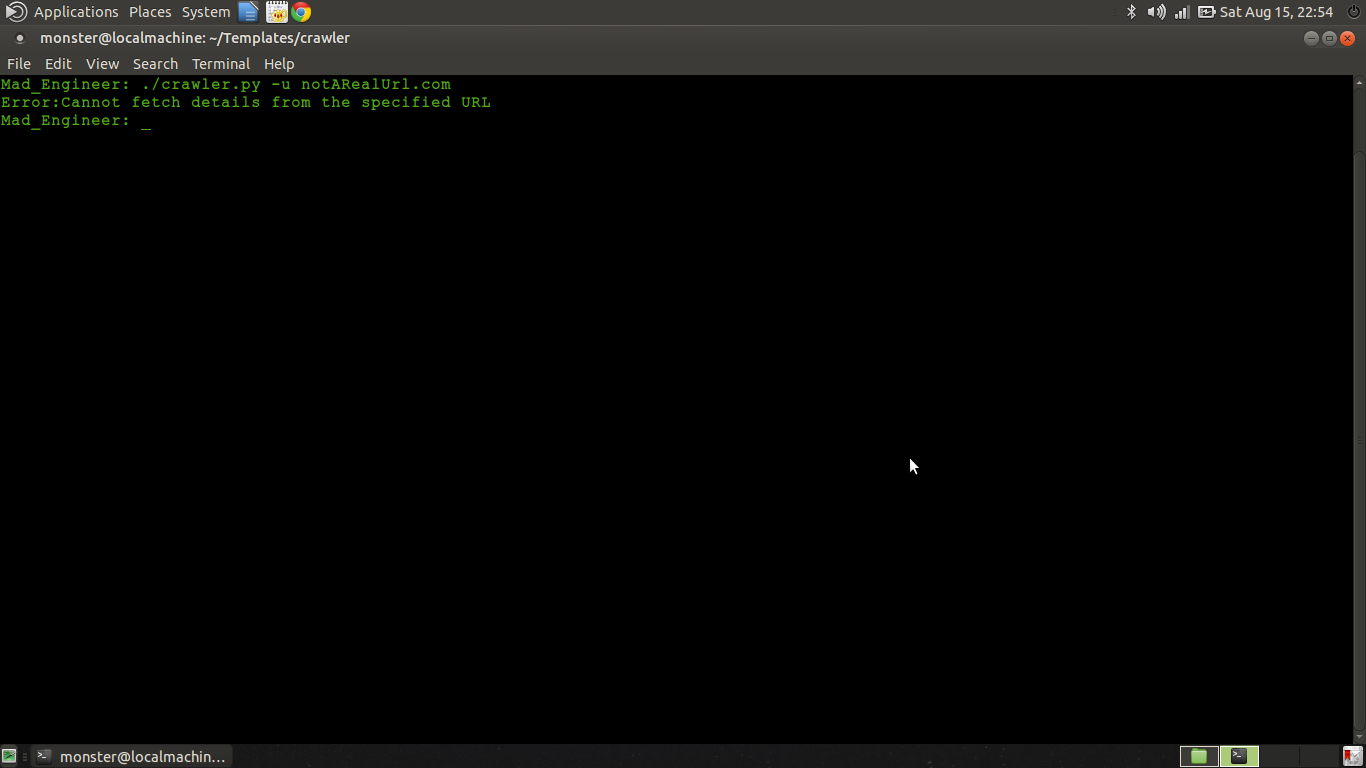 Applications Places System Sat Aug 15, 22:54
monster@localmachine: ~/Templates/crawler
File Edit View Search Terminal Help
Mad_Engineer: ./crawler.py -u notARealUrl.com
Error:Cannot fetch details from the specified URL
Mad_Engineer: _
monster@localmachin...